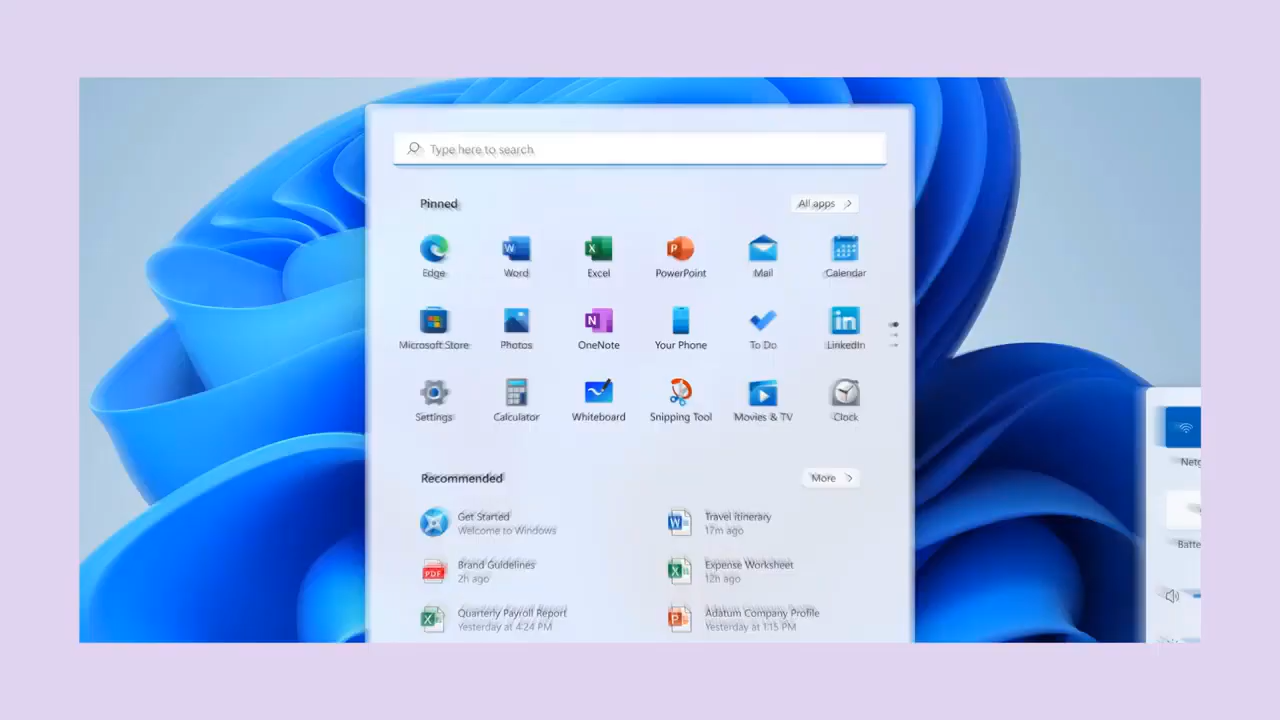 Type here to search
Pinned
All apps
Edge
Word
Excel
PowerPoint
Mail
Calendar
Microsoft Store
Photos
OneNote
Your Phone
To Do
LinkedIn
Settings
Calculator
Whiteboard
Snipping Tool
Movies & TV
Clock
Recommended
More
Get Started
Welcome to Windows
Travel itinerary
17m ago
Brand Guidelines
2h ago
Expense Worksheet
12h ago
Quarterly Payroll Report
Yesterday at 4:24 PM
Adatum Company Profile
Yesterday at 1:15 PM
Netw
Batte